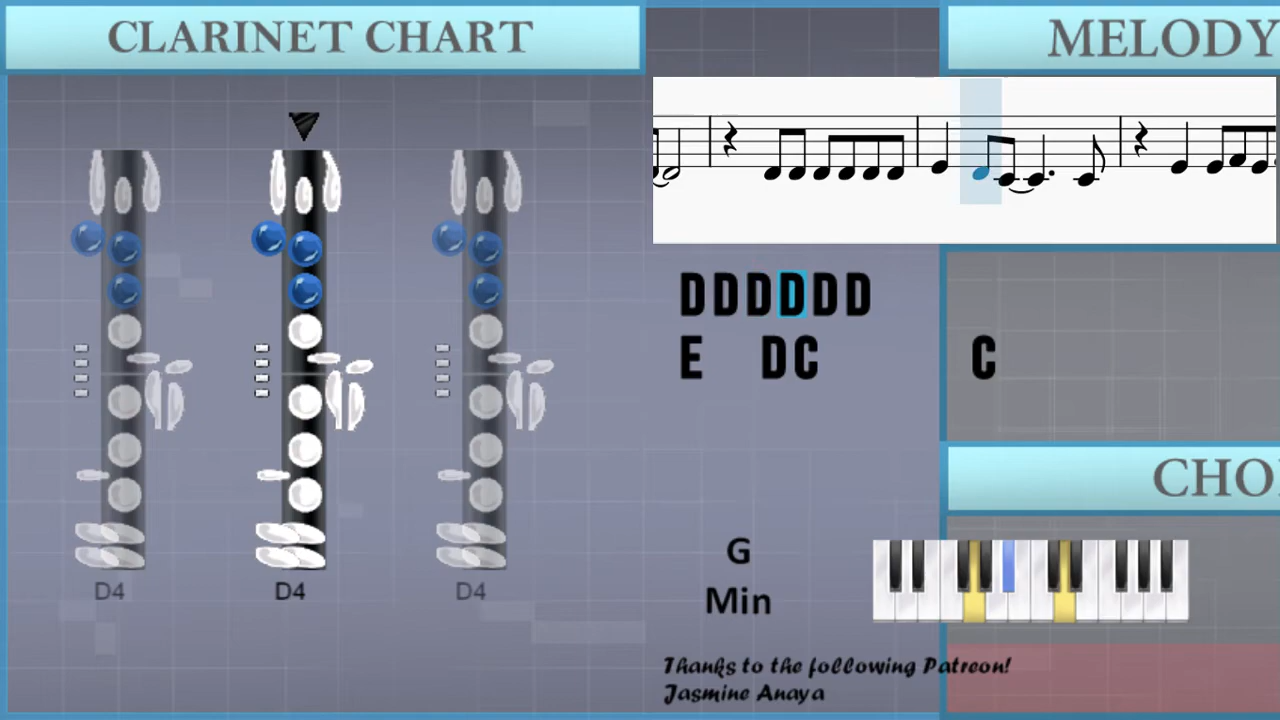 CLARINET CHART
MELODY
DDDDDD
E DC C
D4 D4 D4
CHO
G
Min
Thanks to the following Patreon!
Jasmine Anaya